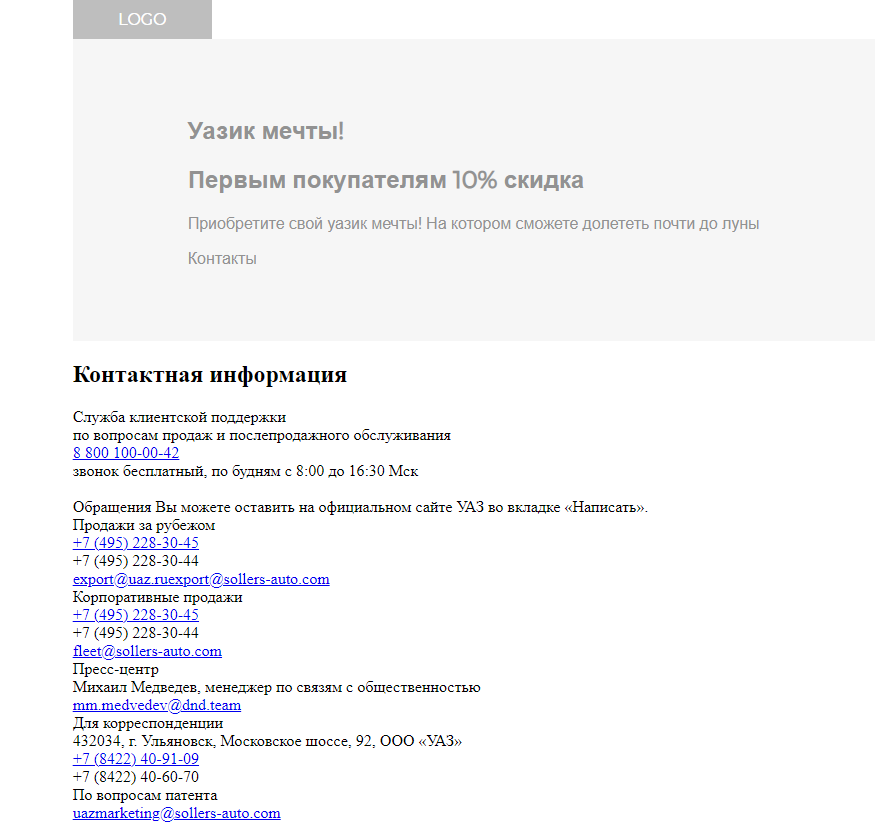 LOGO
Уазик мечты!
Первым покупателям 10% скидка
Приобретите свой уазик мечты! На котором сможете долететь почти до луны
Контакты
Контактная информация
Служба клиентской поддержки
по вопросам продаж и послепродажного обслуживания
8 800 100-00-42
звонок бесплатный, по будням с 8:00 до 16:30 Мск
Обращения Вы можете оставить на официальном сайте УАЗ во вкладке «Написать».
Продажи за рубежом
+7 (495) 228-30-45
+7 (495) 228-30-44
export@uaz.ruexport@sollers-auto.com
Корпоративные продажи
+7 (495) 228-30-45
+7 (495) 228-30-44
fleet@sollers-auto.com
Пресс-центр
Михаил Медведев, менеджер по связям с общественностью
mm.medvedev@dnd.team
Для корреспонденции
432034, г. Ульяновск, Московское шоссе, 92, ООО «УАЗ»
+7 (8422) 40-91-09
+7 (8422) 40-60-70
По вопросам патента
uazmarketing@sollers-auto.com